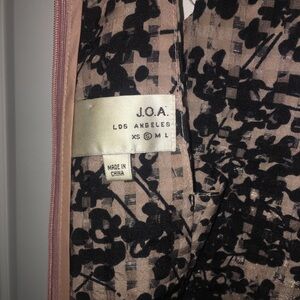 J.O.A.
LOS ANGELES
XS S M L
MADE IN
CHINA